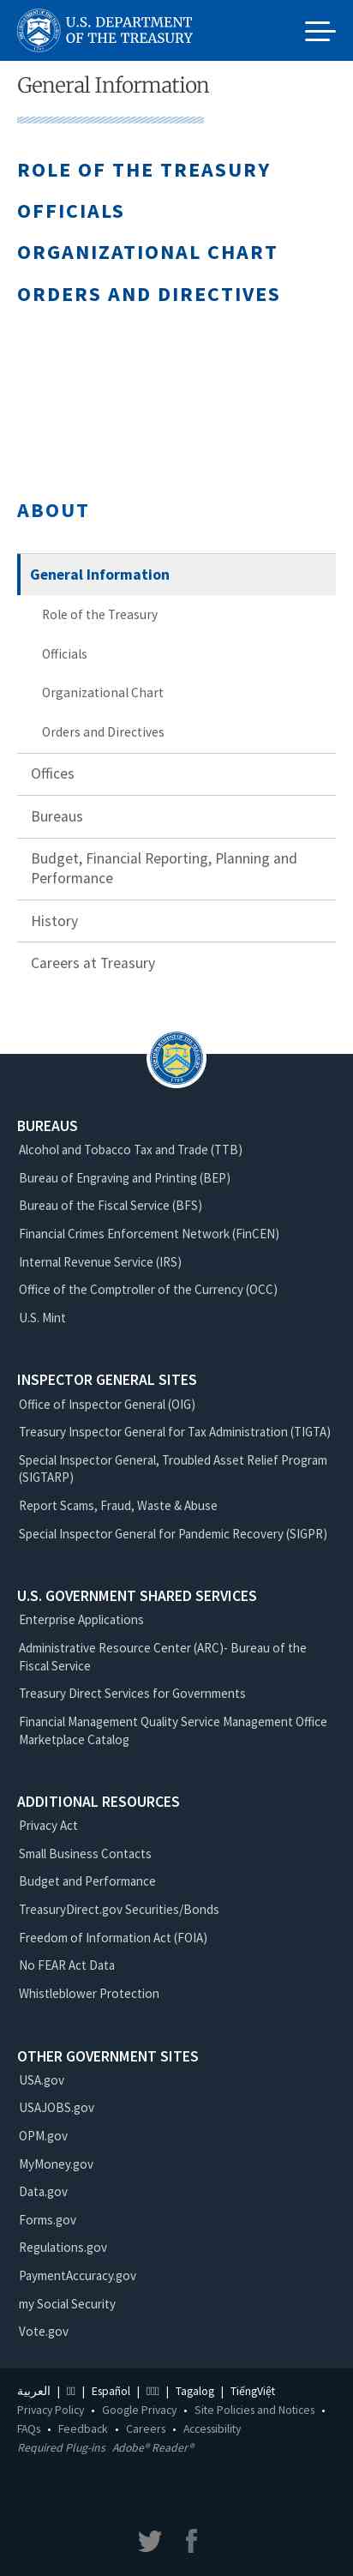 U.S. DEPARTMENT
OF THE TREASURY
General Information
ROLE OF THE TREASURY
OFFICIALS
ORGANIZATIONAL CHART
ORDERS AND DIRECTIVES
ABOUT
General Information
Role of the Treasury
Officials
Organizational Chart
Orders and Directives
Offices
Bureaus
Budget, Financial Reporting, Planning and
Performance
History
Careers at Treasury
BUREAUS
Alcohol and Tobacco Tax and Trade (TTB)
Bureau of Engraving and Printing (BEP)
Bureau of the Fiscal Service (BFS)
Financial Crimes Enforcement Network (FinCEN)
Internal Revenue Service (IRS)
Office of the Comptroller of the Currency (OCC)
U.S. Mint
INSPECTOR GENERAL SITES
Office of Inspector General (OIG)
Treasury Inspector General for Tax Administration (TIGTA)
Special Inspector General, Troubled Asset Relief Program
(SIGTARP)
Report Scams, Fraud, Waste & Abuse
Special Inspector General for Pandemic Recovery (SIGPR)
U.S. GOVERNMENT SHARED SERVICES
Enterprise Applications
Administrative Resource Center (ARC)- Bureau of the
Fiscal Service
Treasury Direct Services for Governments
Financial Management Quality Service Management Office
Marketplace Catalog
ADDITIONAL RESOURCES
Privacy Act
Small Business Contacts
Budget and Performance
TreasuryDirect.gov Securities/Bonds
Freedom of Information Act (FOIA)
No FEAR Act Data
Whistleblower Protection
OTHER GOVERNMENT SITES
USA.gov
USAJOBS.gov
OPM.gov
MyMoney.gov
Data.gov
Forms.gov
Regulations.gov
PaymentAccuracy.gov
my Social Security
Vote.gov
العربية | | Español | | Tagalog | TiếngViệt
Privacy Policy • Google Privacy • Site Policies and Notices •
FAQs • Feedback • Careers • Accessibility
Required Plug-ins Adobe® Reader®